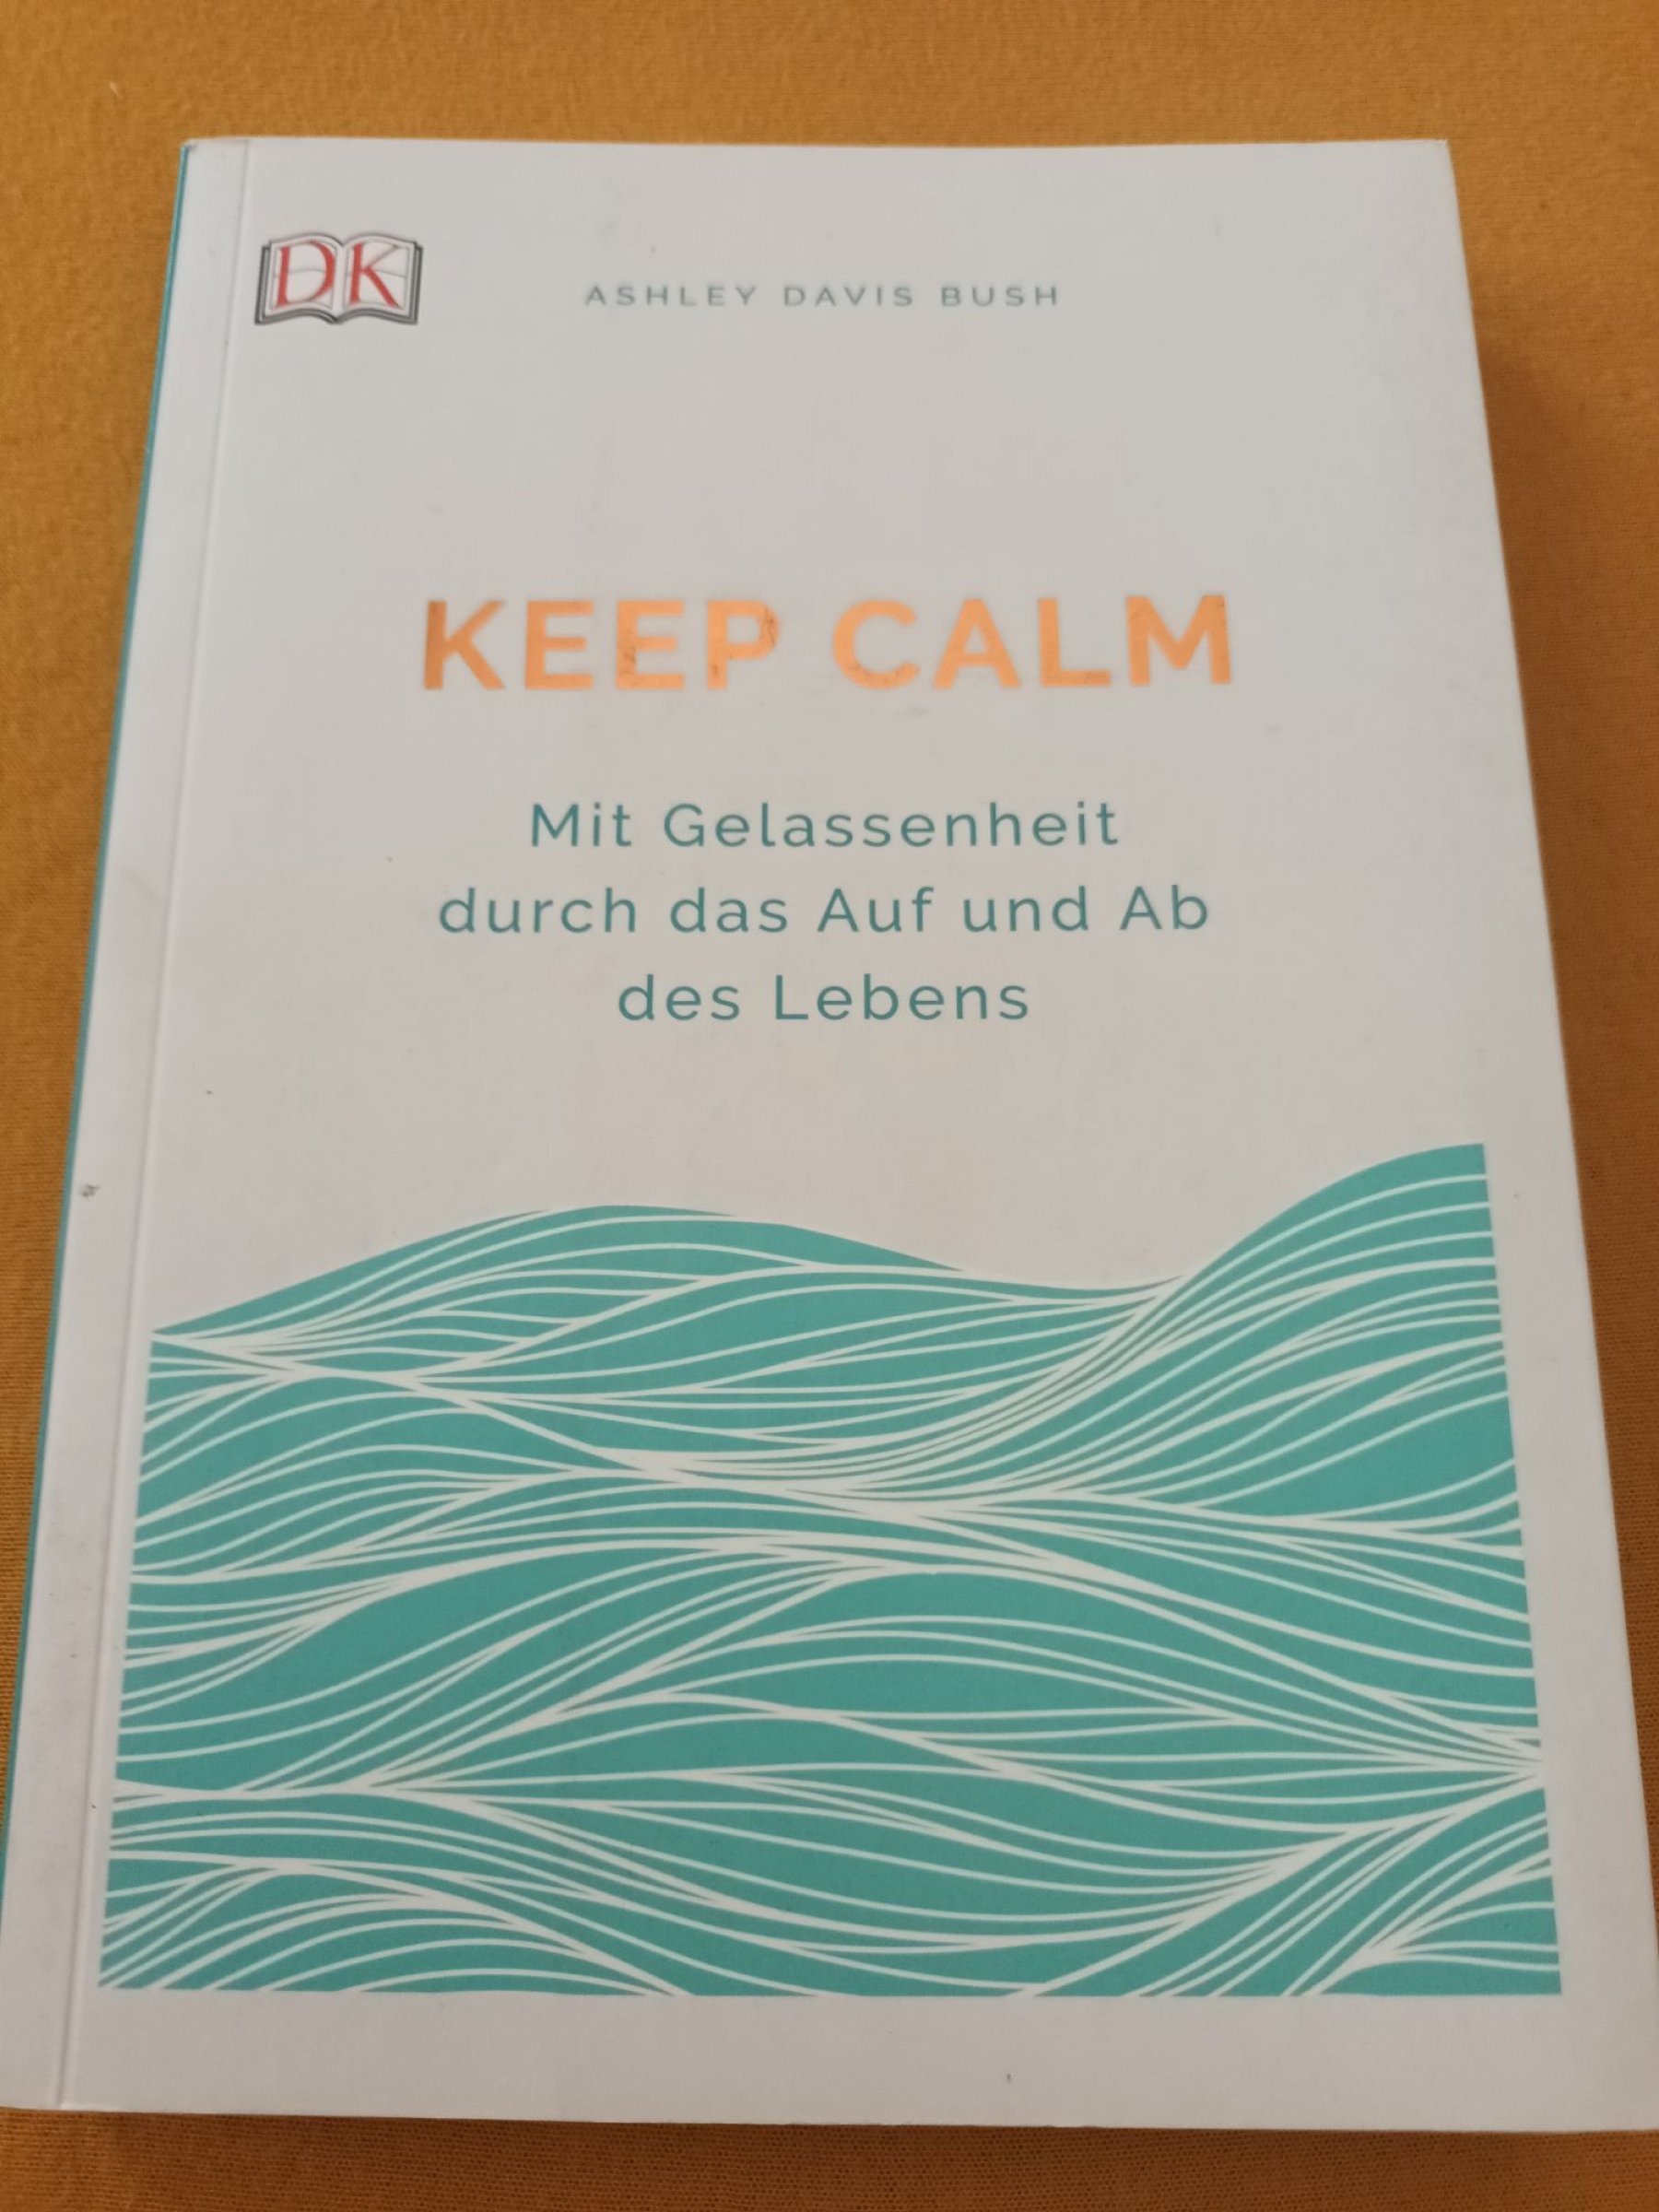 DK
ASHLEY DAVIS BUSH
KEEP CALM
Mit Gelassenheit
durch das Auf und Ab
des Lebens